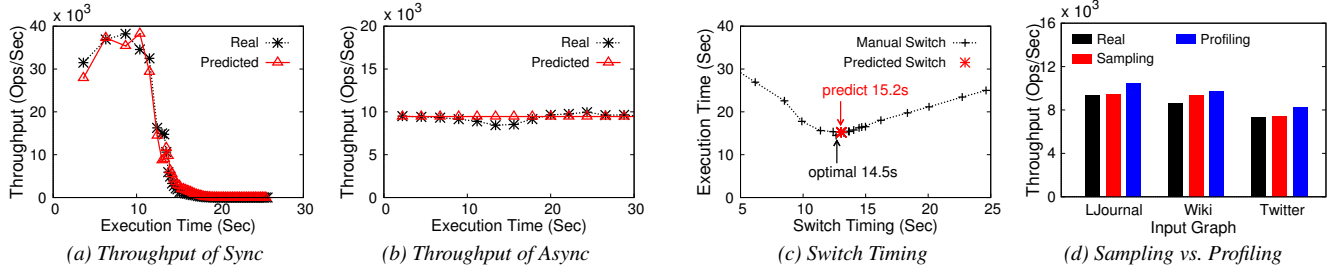 x 10³
Throughput (Ops/Sec)
40
30
20
10
0
0
10
20
30
Real
Predicted
Execution Time (Sec)
(a) Throughput of Sync
x 10³
Throughput (Ops/Sec)
20
15
10
5
0
0
10
20
30
Real
Predicted
Execution Time (Sec)
(b) Throughput of Async
Execution Time (Sec)
40
30
20
10
0
5
10
15
20
25
Manual Switch
Predicted Switch
predict 15.2s
optimal 14.5s
Switch Timing (Sec)
(c) Switch Timing
x 10³
Throughput (Ops/Sec)
16
12
8
4
0
Real
Sampling
Profiling
LJournal
Wiki
Twitter
Input Graph
(d) Sampling vs. Profiling